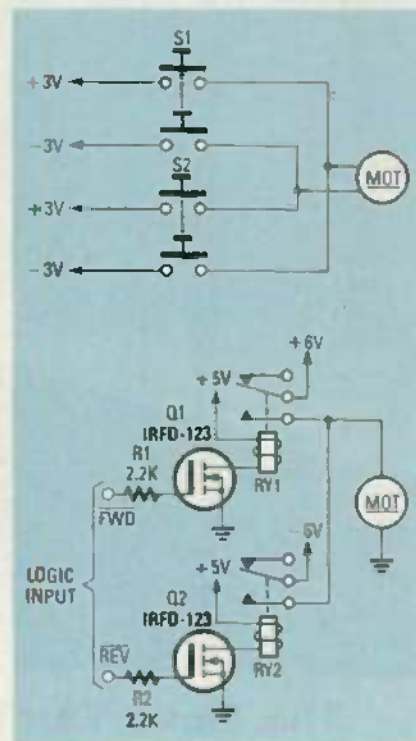 S1
+3V
-3V
S2
+3V
-3V
MOT
+6V
+5V
Q1
IRFD-123
R1
2.2K
FWD
RY1
MOT
LOGIC
INPUT
-6V
+5V
Q2
IRFD-123
REV
RY2
R2
2.2K